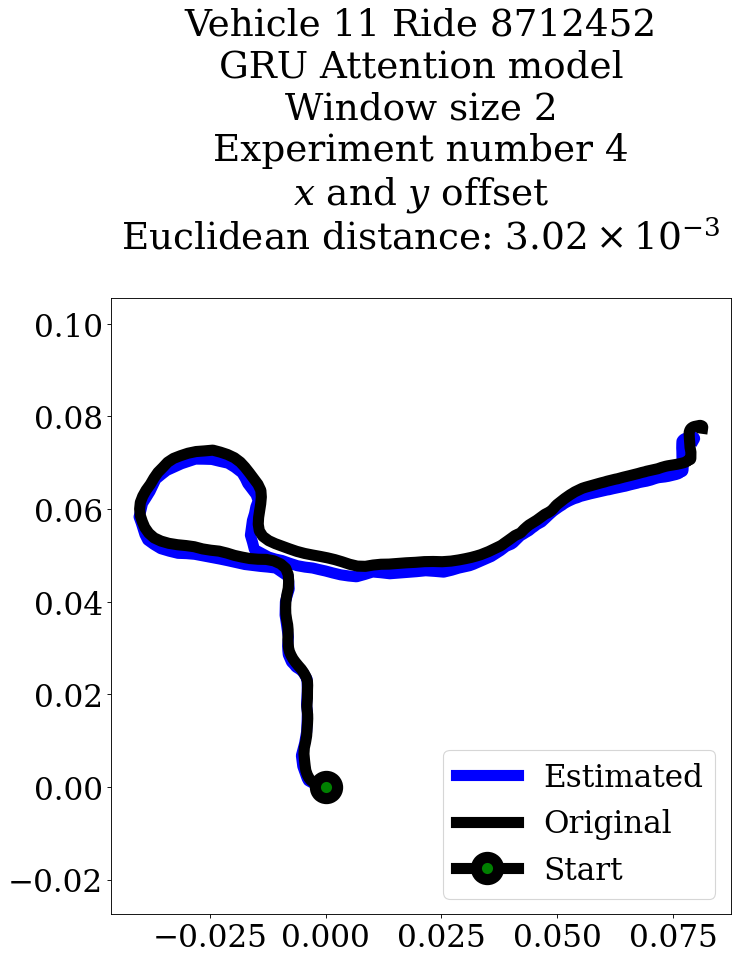 Vehicle 11 Ride 8712452
GRU Attention model
Window size 2
Experiment number 4
x and y offset
Euclidean distance: 3.02 × 10⁻³
0.10
0.08
0.06
0.04
0.02
0.00
−0.02
Estimated
Original
Start
−0.025 0.000 0.025 0.050 0.075